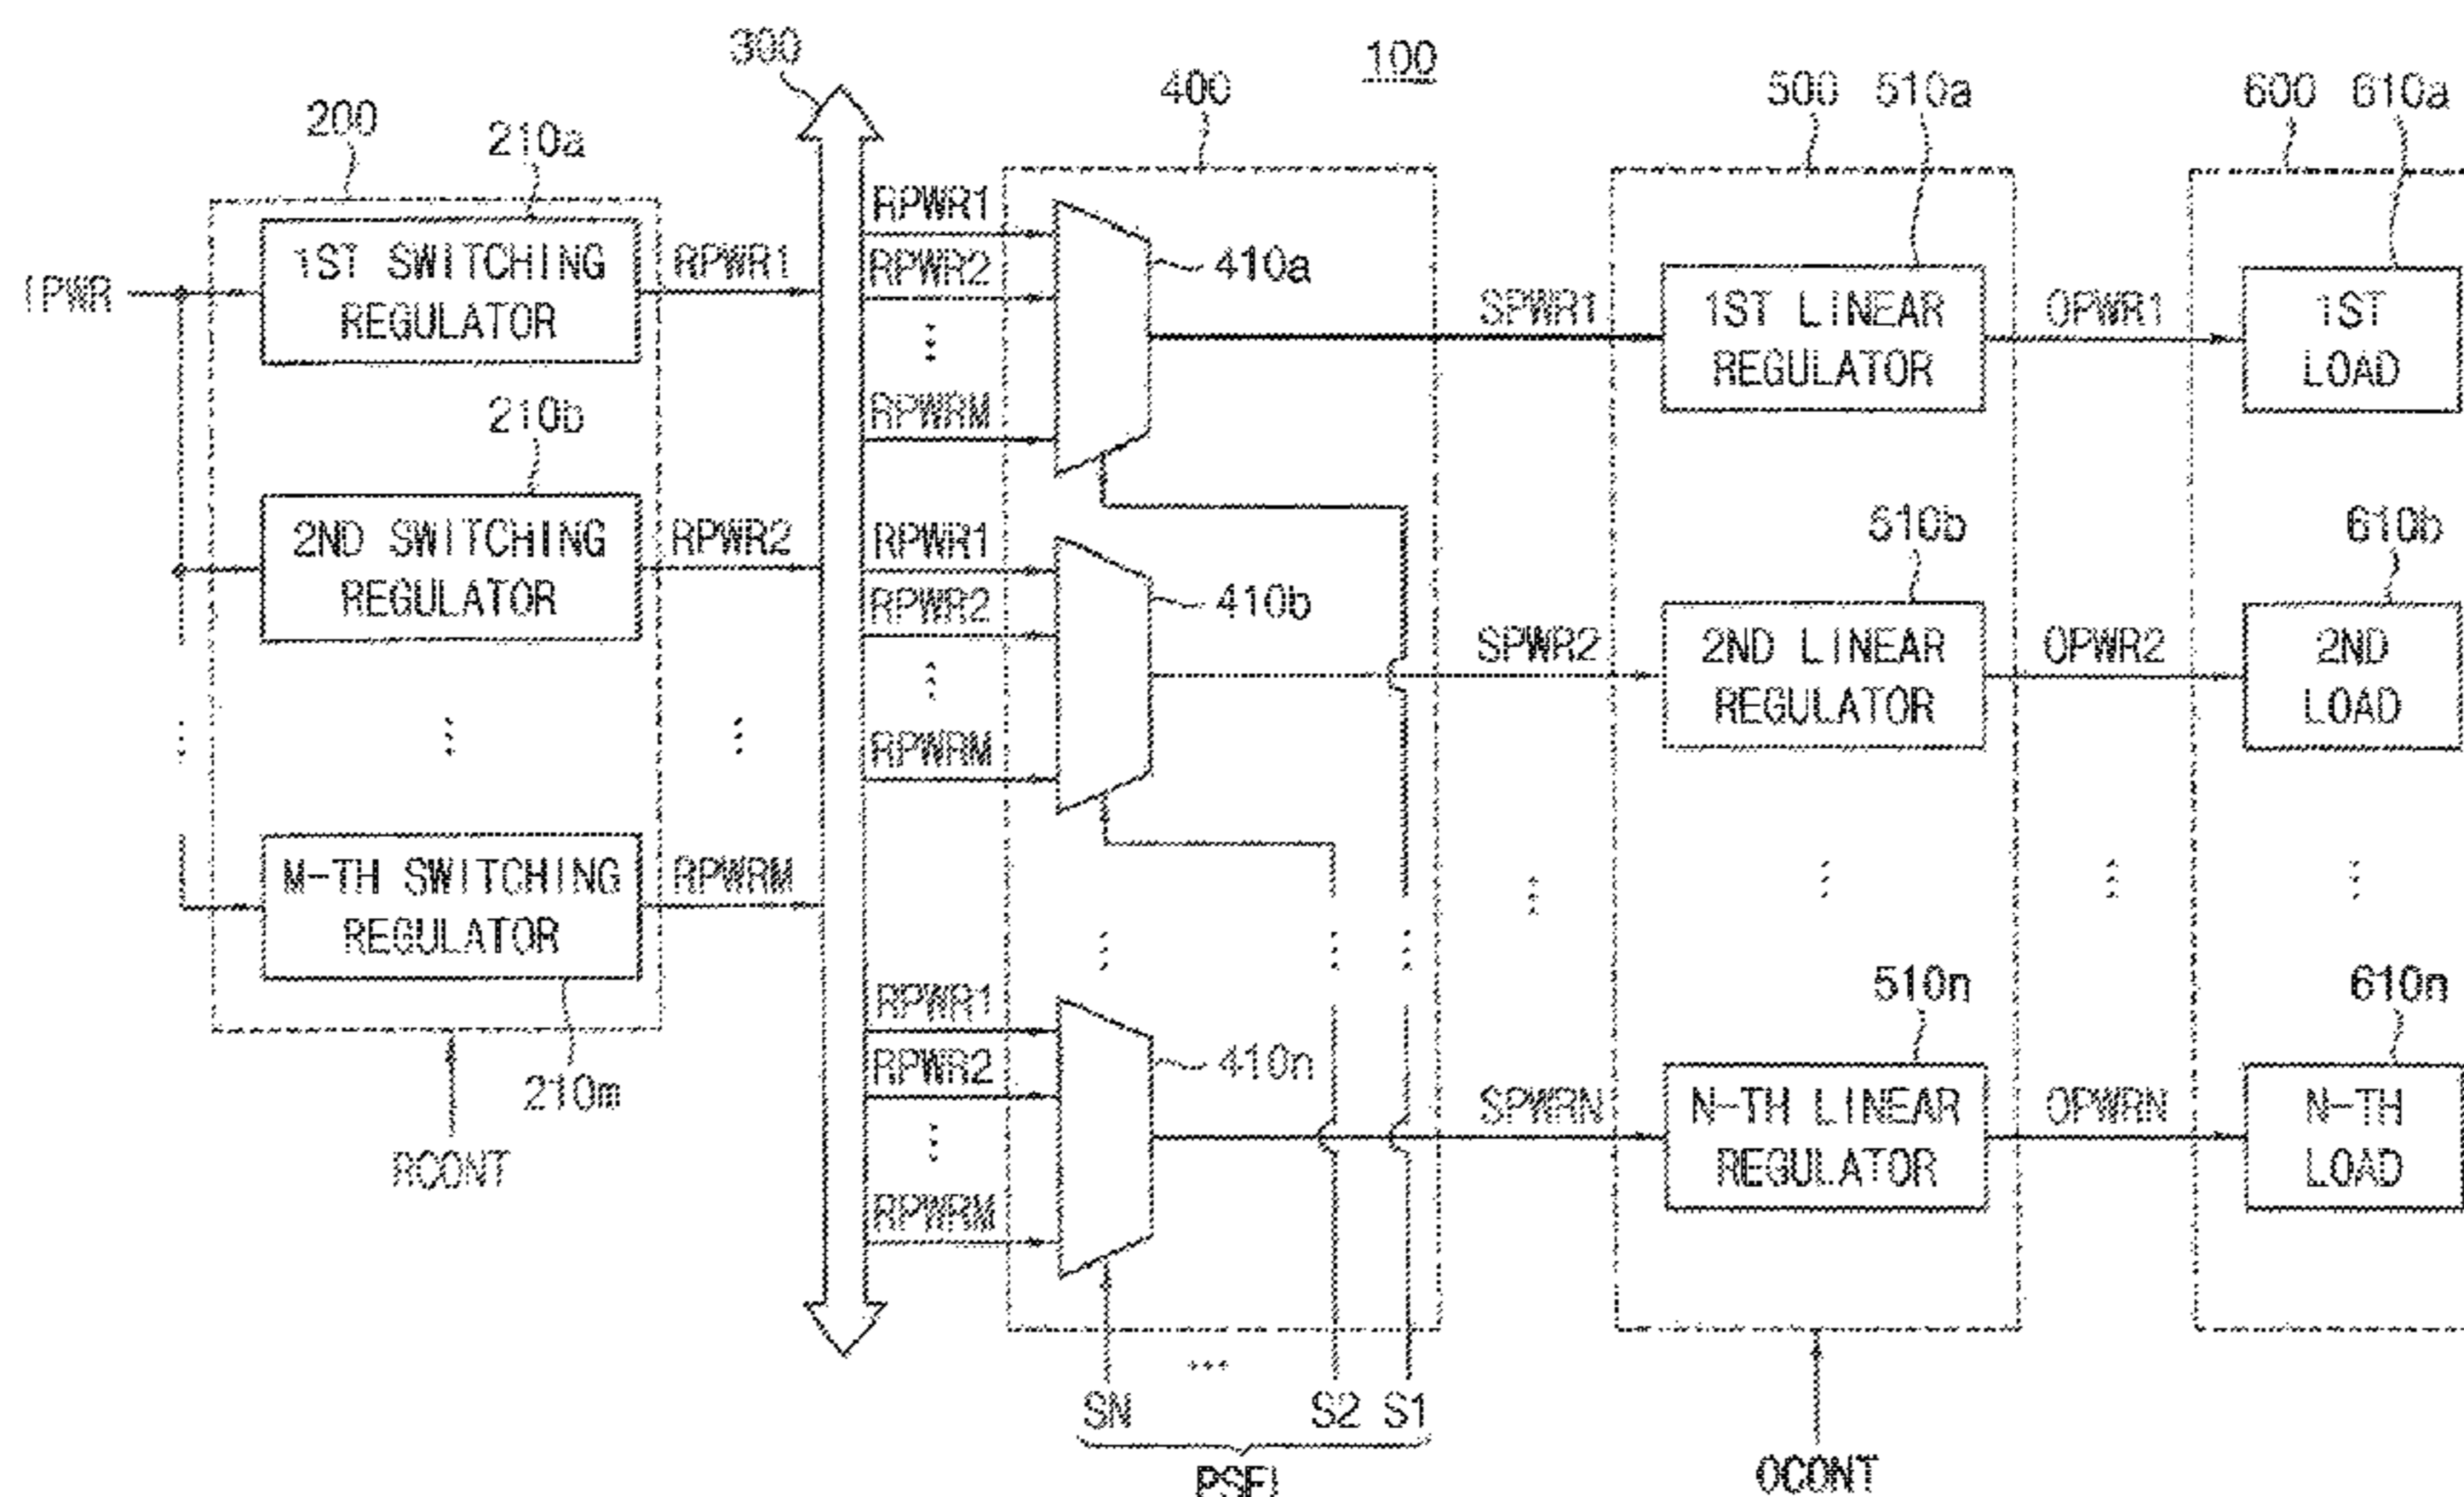 100
300
400
500 510a
600 610a
200
210a
IPWR
1ST SWITCHING
REGULATOR
RPWR1
RPWR1
RPWR2
RPWRM
410a
SPWR1
1ST LINEAR
REGULATOR
OPWR1
1ST
LOAD
210b
2ND SWITCHING
REGULATOR
RPWR2
RPWR1
RPWR2
RPWRM
410b
SPWR2
510b
2ND LINEAR
REGULATOR
OPWR2
610b
2ND
LOAD
M-TH SWITCHING
REGULATOR
RPWRM
210m
RCONT
RPWR1
RPWR2
RPWRM
410n
SPWRN
510n
N-TH LINEAR
REGULATOR
OPWRN
610n
N-TH
LOAD
SN
S2 S1
OCONT